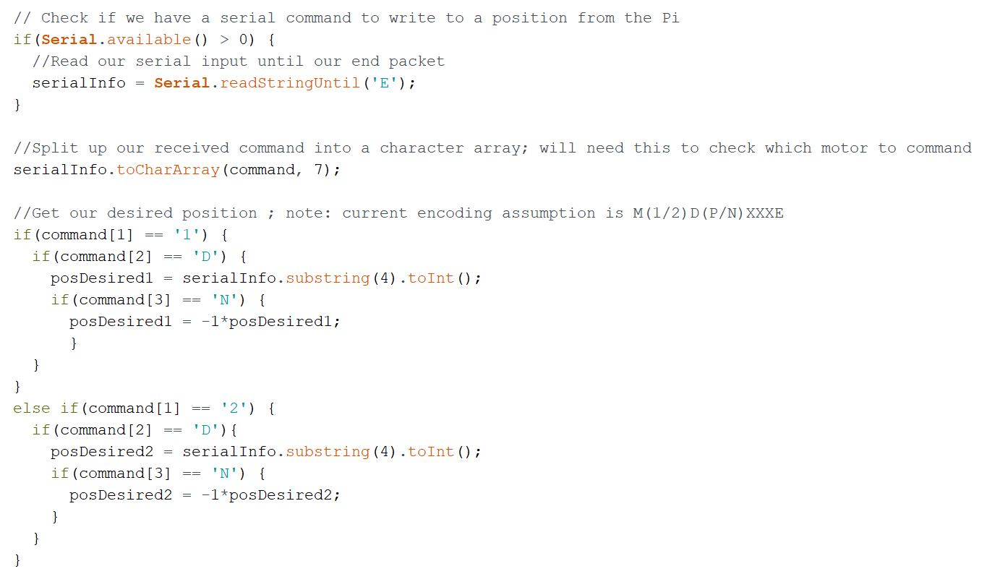 // Check if we have a serial command to write to a position from the Pi
if(Serial.available() > 0) {
  //Read our serial input until our end packet
  serialInfo = Serial.readStringUntil('E');
}

//Split up our received command into a character array; will need this to check which motor to command
serialInfo.toCharArray(command, 7);

//Get our desired position ; note: current encoding assumption is M(1/2)D(P/N)XXXE
if(command[1] == '1') {
  if(command[2] == 'D') {
    posDesired1 = serialInfo.substring(4).toInt();
    if(command[3] == 'N') {
      posDesired1 = -1*posDesired1;
      }
  }
}
else if(command[1] == '2') {
  if(command[2] == 'D'){
    posDesired2 = serialInfo.substring(4).toInt();
    if(command[3] == 'N') {
      posDesired2 = -1*posDesired2;
    }
  }
}